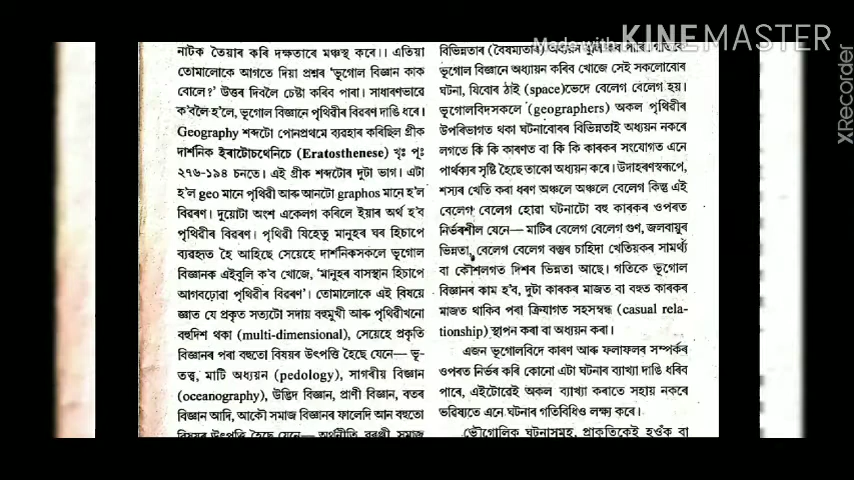 Made with KINEMASTER
XRecorder
নাটক তৈয়াৰ কৰি দক্ষতাৰে মঞ্চস্থ কৰে।। এতিয়া
তোমালোকে আগতে দিয়া প্ৰশ্নৰ ‘ভূগোল বিজ্ঞান কাক
বোলে?’ উত্তৰ দিবলৈ চেষ্টা কৰিব পাৰা। সাধাৰণভাৱে
ক’বলৈ হ’লে, ভূগোল বিজ্ঞানে পৃথিৱীৰ বিৱৰণ দাঙি ধৰে।
Geography শব্দটো পোনপ্ৰথমে ব্যৱহাৰ কৰিছিল গ্ৰীক
দাৰ্শনিক ইৰাটোচথেনিচে (Eratosthenese) খৃঃ পূঃ
২৭৬-১৯৪ চনতে। এই গ্ৰীক শব্দটোৰ দুটা ভাগ। এটা
হ’ল geo মানে পৃথিৱী আৰু আনটো graphos মানে হ’ল
বিৱৰণ। দুয়োটা অংশ একেলগ কৰিলে ইয়াৰ অৰ্থ হ’ব
পৃথিৱীৰ বিৱৰণ। পৃথিৱী যিহেতু মানুহৰ ঘৰ হিচাপে
ব্যৱহৃত হৈ আহিছে সেয়েহে দাৰ্শনিকসকলে ভূগোল
বিজ্ঞানক এইবুলি ক’ব খোজে, ‘মানুহৰ বাসস্থান হিচাপে
আগবঢ়োৱা পৃথিৱীৰ বিৱৰণ’। তোমালোকে এই বিষয়ে
জ্ঞাত যে প্ৰকৃত সত্যটো সদায় বহুমুখী আৰু পৃথিৱীখনো
বহুদিশ থকা (multi-dimensional), সেয়েহে প্ৰকৃতি
বিজ্ঞানৰ পৰা বহুতো বিষয়ৰ উৎপত্তি হৈছে যেনে— ভূ-
তত্ত্ব, মাটি অধ্যয়ন (pedology), সাগৰীয় বিজ্ঞান
(oceanography), উদ্ভিদ বিজ্ঞান, প্ৰাণী বিজ্ঞান, বতৰ
বিজ্ঞান আদি, আকৌ সমাজ বিজ্ঞানৰ ফালেদি আন বহুতো
বিষয়ৰ উৎপত্তি হৈছে যেনে— অৰ্থনীতি, সমাজ
বিভিন্নতাৰ (বৈষম্যতাৰ) অধ্যয়ন
ভূগোল বিজ্ঞানে অধ্যায়ন কৰিব খোজে সেই সকলোবোৰ
ঘটনা, যিবোৰ ঠাই (space)ভেদে বেলেগ বেলেগ হয়।
ভূগোলবিদসকলে (geographers) অকল পৃথিৱীৰ
উপৰিভাগত থকা ঘটনাবোৰৰ বিভিন্নতাই অধ্যয়ন নকৰে
লগতে কি কি কাৰণত বা কি কি কাৰকৰ সংযোগত এনে
পাৰ্থক্যৰ সৃষ্টি হৈছে তাকো অধ্যয়ন কৰে। উদাহৰণস্বৰূপে,
শস্যৰ খেতি কৰা ধৰণ অঞ্চলে অঞ্চলে বেলেগ কিন্তু এই
বেলেগ বেলেগ হোৱা ঘটনাটো বহু কাৰকৰ ওপৰত
নিৰ্ভৰশীল যেনে— মাটিৰ বেলেগ বেলেগ গুণ, জলবায়ুৰ
ভিন্নতা, বেলেগ বেলেগ বস্তুৰ চাহিদা খেতিয়কৰ সামৰ্থ্য
বা কৌশলগত দিশৰ ভিন্নতা আছে। গতিকে ভূগোল
বিজ্ঞানৰ কাম হ’ব, দুটা কাৰকৰ মাজত বা বহুত কাৰকৰ
মাজত থাকিব পৰা ক্ৰিয়াগত সহসম্বন্ধ (casual rela-
tionship) স্থাপন কৰা বা অধ্যয়ন কৰা।
এজন ভূগোলবিদে কাৰণ আৰু ফলাফলৰ সম্পৰ্কৰ
ওপৰত নিৰ্ভৰ কৰি কোনো এটা ঘটনাৰ ব্যাখ্যা দাঙি ধৰিব
পাৰে, এইটোৱেই অকল ব্যাখ্যা কৰাতে সহায় নকৰে
ভৱিষ্যতে এনে ঘটনাৰ গতিবিধিও লক্ষ্য কৰে।
ভৌগোলিক ঘটনাসমূহ, প্ৰাকৃতিকেই হওঁক বা